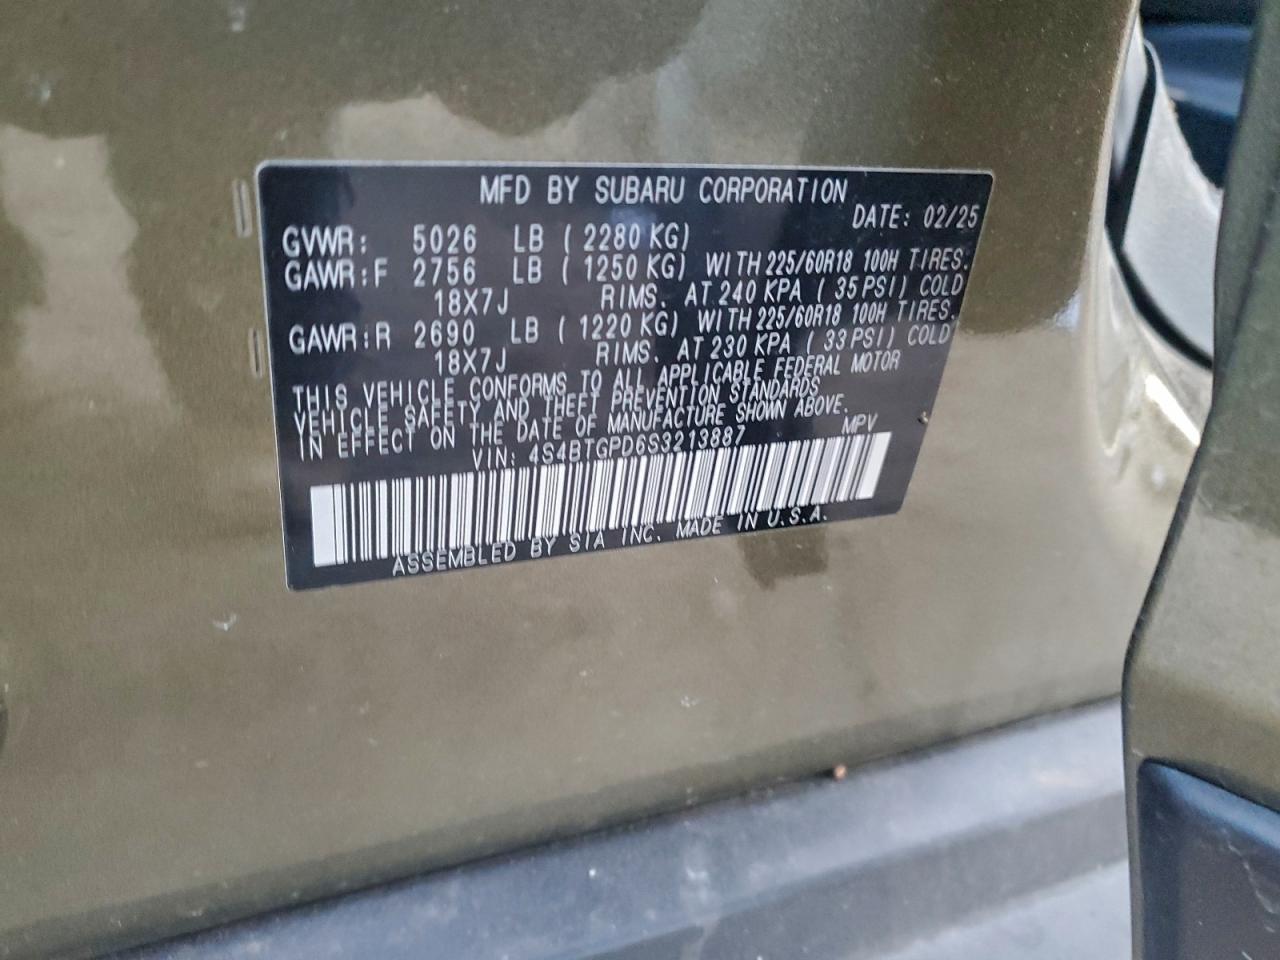 MFD BY SUBARU CORPORATION
DATE: 02/25
GVWR: 5026 LB ( 2280 KG)
GAWR:F 2756 LB ( 1250 KG) WITH 225/60R18 100H TIRES.
18X7J RIMS. AT 240 KPA ( 35 PSI) COLD
GAWR:R 2690 LB ( 1220 KG) WITH 225/60R18 100H TIRES.
18X7J RIMS. AT 230 KPA ( 33 PSI) COLD
THIS VEHICLE CONFORMS TO ALL APPLICABLE FEDERAL MOTOR
VEHICLE SAFETY AND THEFT PREVENTION STANDARDS
IN EFFECT ON THE DATE OF MANUFACTURE SHOWN ABOVE.
VIN: 4S4BTGPD6S3213887 MPV
ASSEMBLED BY SIA INC. MADE IN U.S.A.